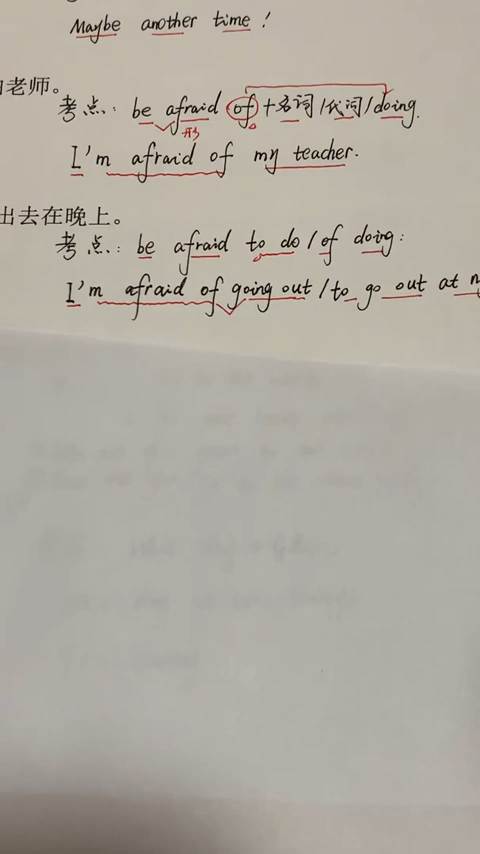 Maybe another time!
老师。
考点: be afraid of +名词/代词/doing.
形
I'm afraid of my teacher.
出去在晚上。
考点: be afraid to do/of doing:
I'm afraid of going out/to go out at